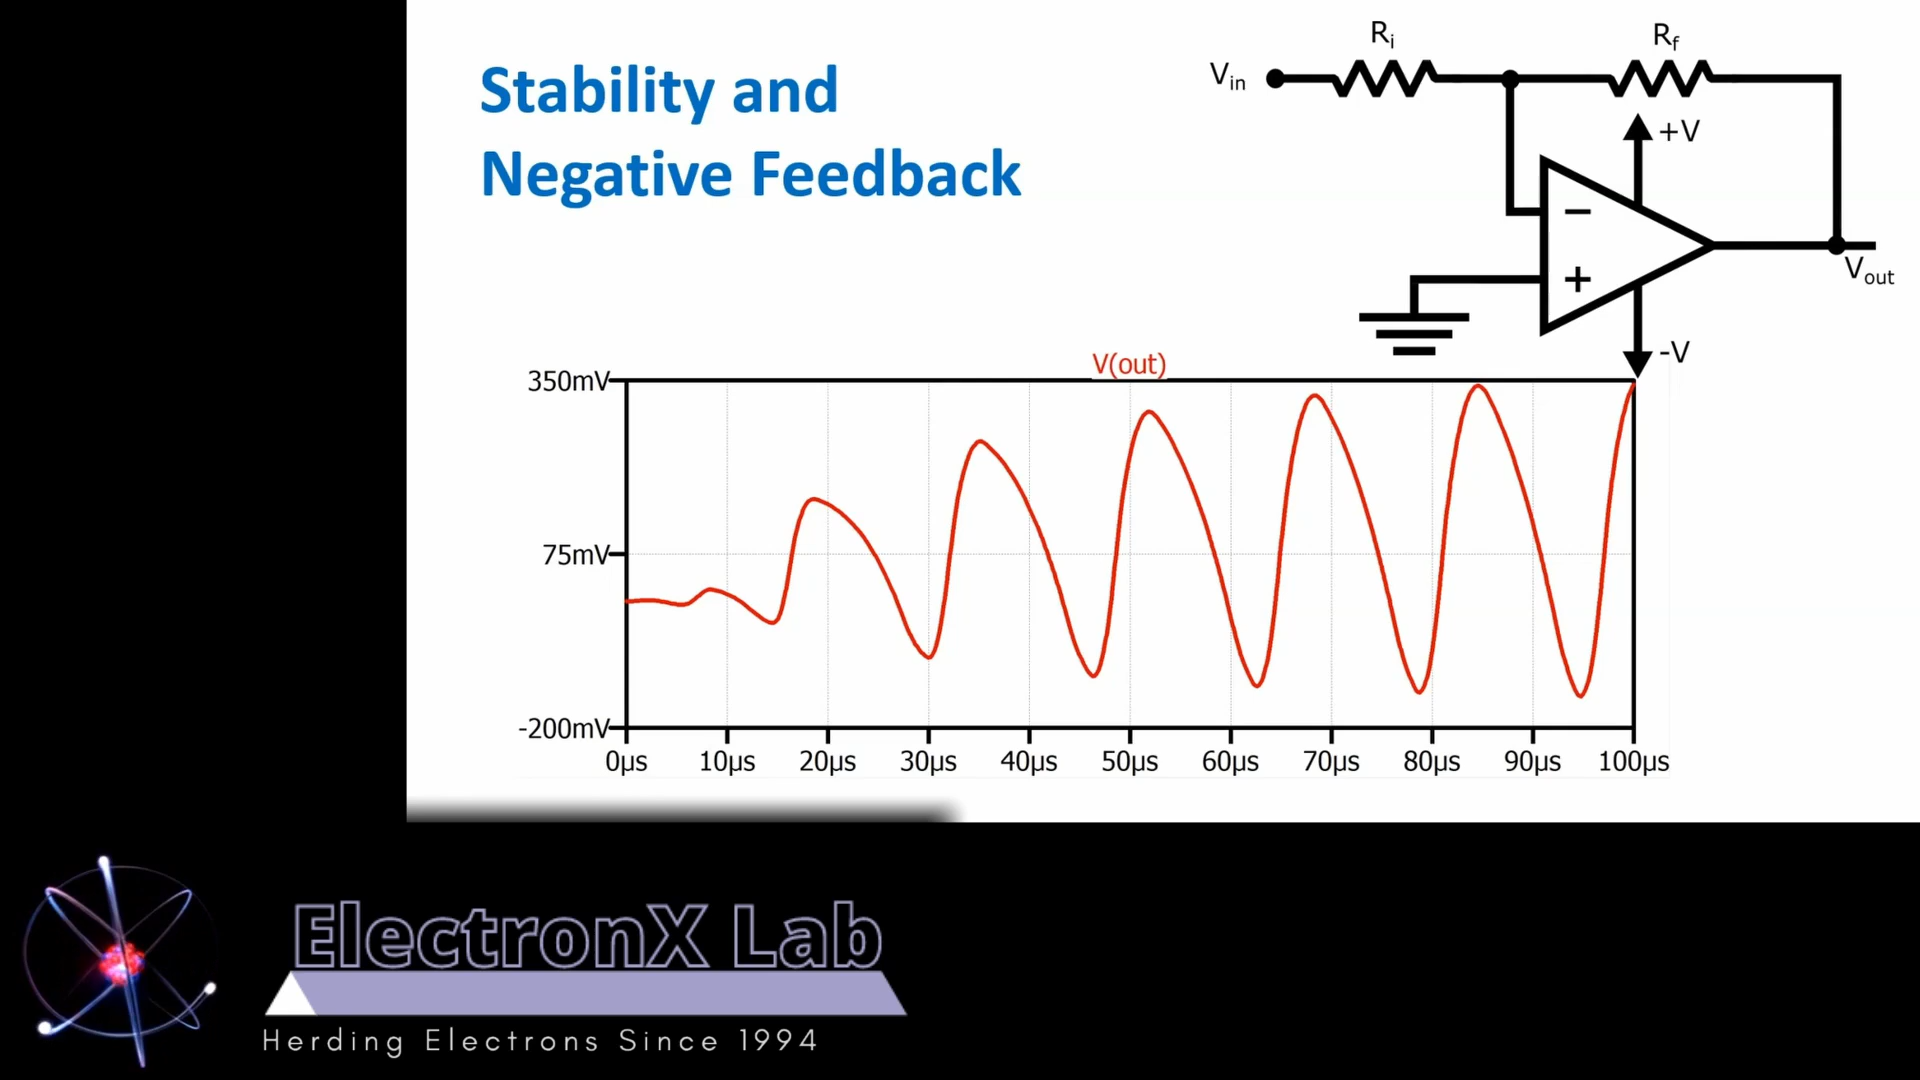 Stability and
Negative Feedback
Vin
Ri
Rf
+V
−
+
Vout
-V
V(out)
350mV
75mV
-200mV
0µs 10µs 20µs 30µs 40µs 50µs 60µs 70µs 80µs 90µs 100µs
ElectronX Lab
Herding Electrons Since 1994